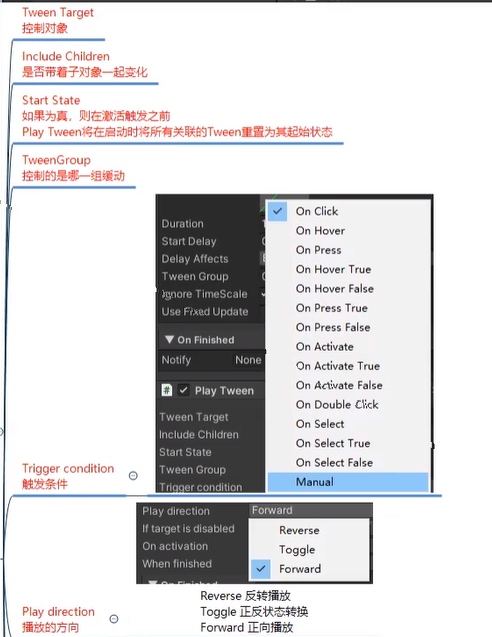 Tween Target
控制对象
Include Children
是否带着子对象一起变化
Start State
如果为真，则在激活触发之前
Play Tween将在启动时将所有关联的Tween重置为其起始状态
TweenGroup
控制的是哪一组缓动
Duration
Start Delay
Delay Affects
Tween Group
Ignore TimeScale
Use Fixed Update
On Finished
Notify None
Play Tween
Tween Target
Include Children
Start State
Tween Group
Trigger condition
On Click
On Hover
On Press
On Hover True
On Hover False
On Press True
On Press False
On Activate
On Activate True
On Activate False
On Double Click
On Select
On Select True
On Select False
Manual
Trigger condition
触发条件
Play direction Forward
If target is disabled
On activation
When finished
Reverse
Toggle
Forward
On Finished
Play direction
播放的方向
Reverse 反转播放
Toggle 正反状态转换
Forward 正向播放